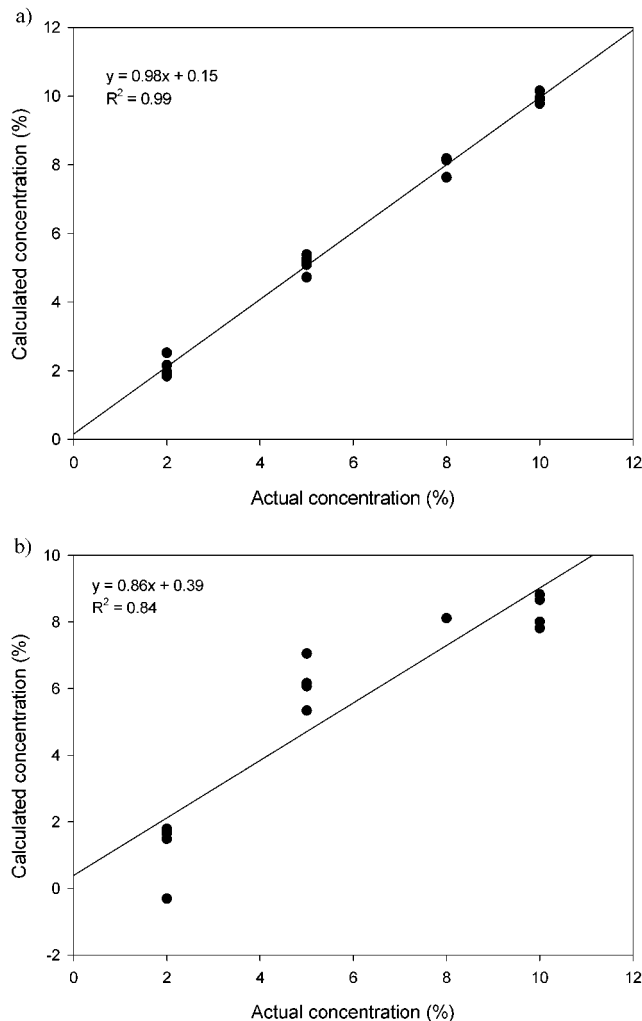 a)
12
10
8
6
4
2
0
Calculated concentration (%)
y = 0.98x + 0.15
R² = 0.99
0 2 4 6 8 10 12
Actual concentration (%)
b)
10
8
6
4
2
0
-2
Calculated concentration (%)
y = 0.86x + 0.39
R² = 0.84
0 2 4 6 8 10 12
Actual concentration (%)